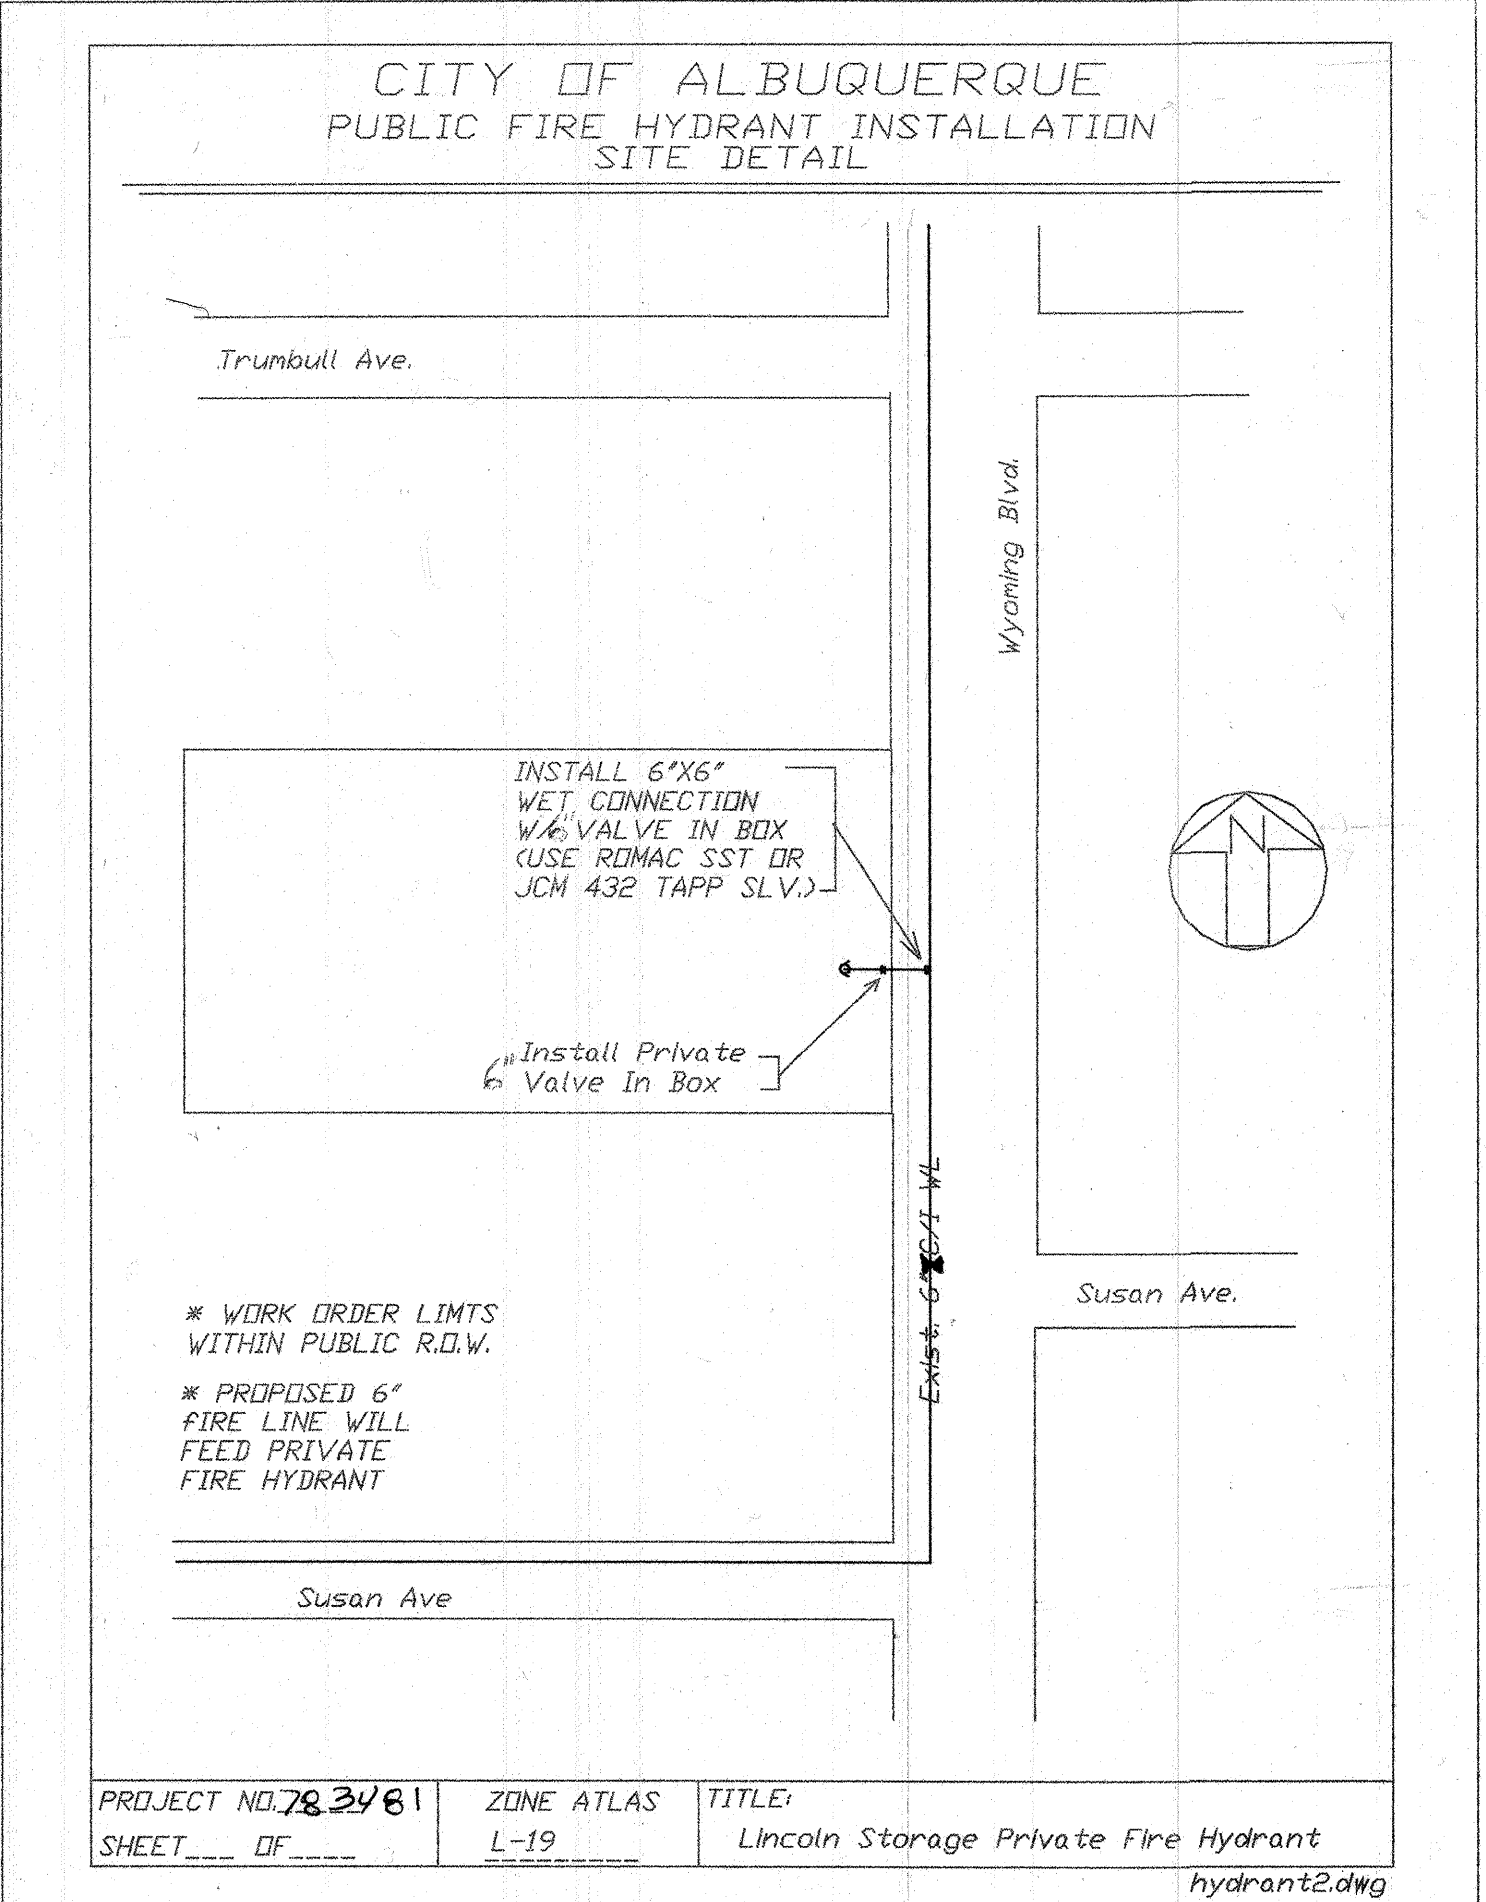 CITY OF ALBUQUERQUE
PUBLIC FIRE HYDRANT INSTALLATION
SITE DETAIL
Trumbull Ave.
Wyoming Blvd.
INSTALL 6"X6"
WET CONNECTION
W/6" VALVE IN BOX
(USE ROMAC SST OR
JCM 432 TAPP SLV.)
N
6" Install Private
Valve In Box
Exist. 6" C/I WL
Susan Ave.
* WORK ORDER LIMTS
WITHIN PUBLIC R.O.W.
* PROPOSED 6"
fIRE LINE WILL
FEED PRIVATE
FIRE HYDRANT
Susan Ave
PROJECT NO. 783481
SHEET___ OF____
ZONE ATLAS
L-19
TITLE:
Lincoln Storage Private Fire Hydrant
hydrant2.dwg